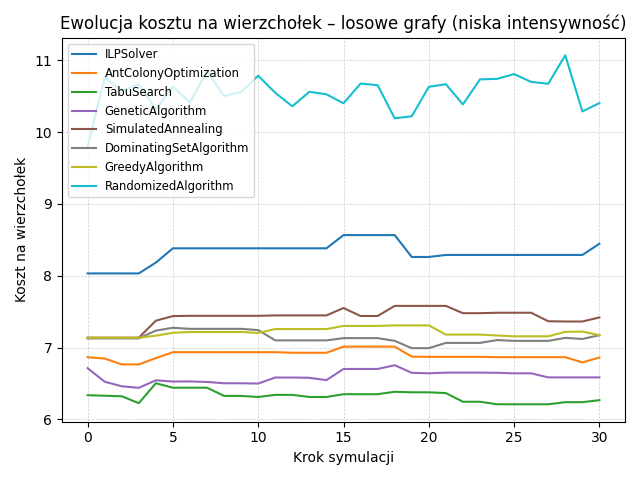 Ewolucja kosztu na wierzchołek – losowe grafy (niska intensywność)
ILPSolver
AntColonyOptimization
TabuSearch
GeneticAlgorithm
SimulatedAnnealing
DominatingSetAlgorithm
GreedyAlgorithm
RandomizedAlgorithm
Koszt na wierzchołek
11
10
9
8
7
6
0 5 10 15 20 25 30
Krok symulacji